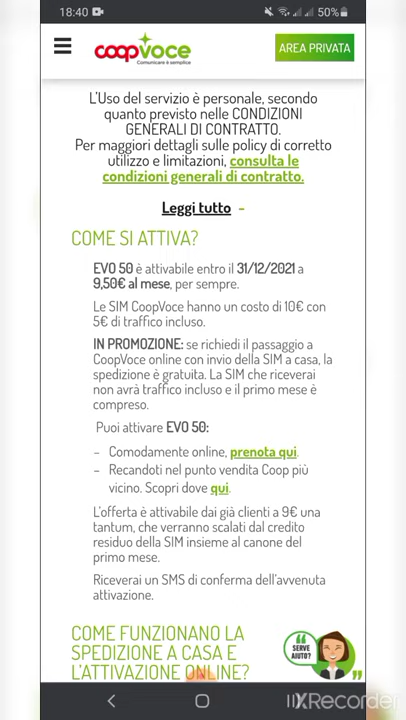 18:40
50%
coopvoce
Comunicare è semplice
AREA PRIVATA
L'Uso del servizio è personale, secondo
quanto previsto nelle CONDIZIONI
GENERALI DI CONTRATTO.
Per maggiori dettagli sulle policy di corretto
utilizzo e limitazioni, consulta le
condizioni generali di contratto.
Leggi tutto -
COME SI ATTIVA?
EVO 50 è attivabile entro il 31/12/2021 a
9,50€ al mese, per sempre.
Le SIM CoopVoce hanno un costo di 10€ con
5€ di traffico incluso.
IN PROMOZIONE: se richiedi il passaggio a
CoopVoce online con invio della SIM a casa, la
spedizione è gratuita. La SIM che riceverai
non avrà traffico incluso e il primo mese è
compreso.
Puoi attivare EVO 50:
- Comodamente online, prenota qui.
- Recandoti nel punto vendita Coop più
vicino. Scopri dove qui.
L'offerta è attivabile dai già clienti a 9€ una
tantum, che verranno scalati dal credito
residuo della SIM insieme al canone del
primo mese.
Riceverai un SMS di conferma dell'avvenuta
attivazione.
COME FUNZIONANO LA
SPEDIZIONE A CASA E
L'ATTIVAZIONE ONLINE?
SERVE
AIUTO?
XRecorder